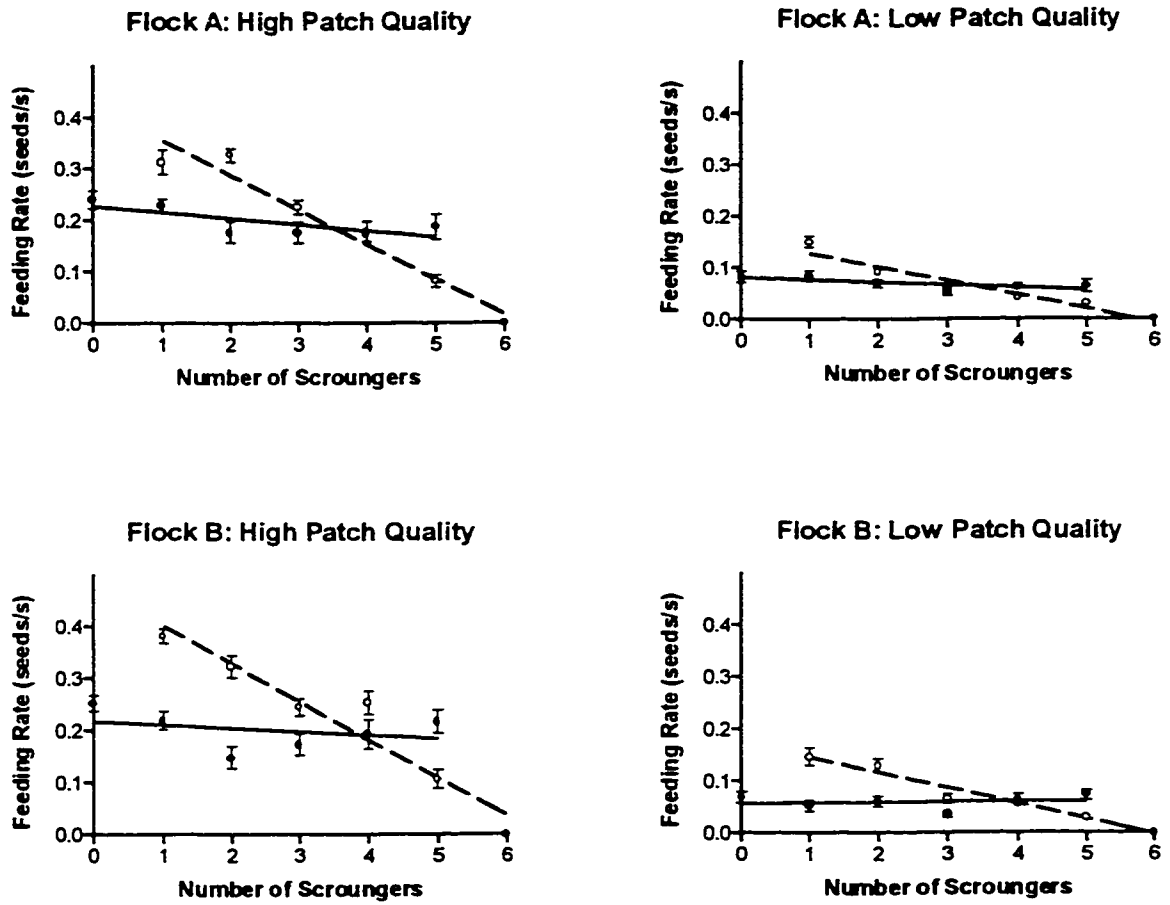 Flock A: High Patch Quality
Feeding Rate (seeds/s)
0.4
0.3
0.2
0.1
0.0
0 1 2 3 4 5 6
Number of Scroungers
Flock A: Low Patch Quality
Feeding Rate (seeds/s)
0.4
0.3
0.2
0.1
0.0
0 1 2 3 4 5 6
Number of Scroungers
Flock B: High Patch Quality
Feeding Rate (seeds/s)
0.4
0.3
0.2
0.1
0.0
0 1 2 3 4 5 6
Number of Scroungers
Flock B: Low Patch Quality
Feeding Rate (seeds/s)
0.4
0.3
0.2
0.1
0.0
0 1 2 3 4 5 6
Number of Scroungers